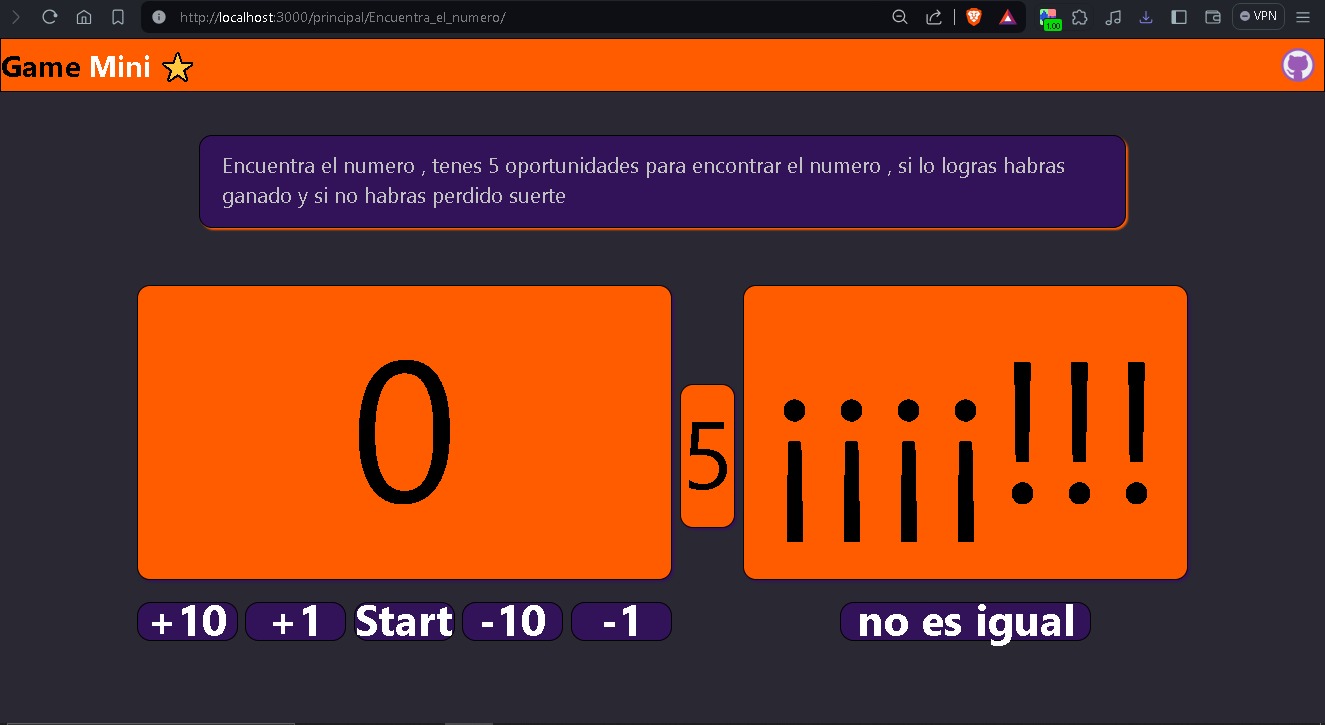 http://localhost:3000/principal/Encuentra_el_numero/
1.00
VPN
Game Mini ⭐
Encuentra el numero , tenes 5 oportunidades para encontrar el numero , si lo logras habras
ganado y si no habras perdido suerte
0
5
¡¡¡¡!!!
+10 +1 Start -10 -1
no es igual